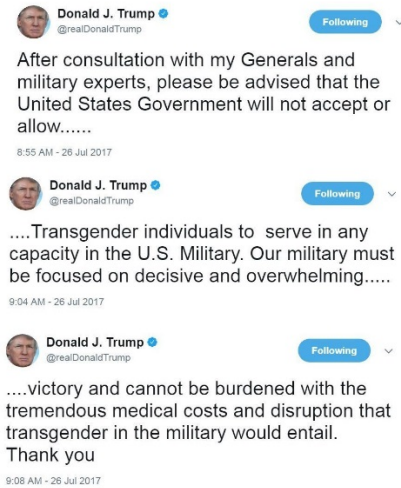 Donald J. Trump
@realDonaldTrump
Following
After consultation with my Generals and
military experts, please be advised that the
United States Government will not accept or
allow......
8:55 AM - 26 Jul 2017
Donald J. Trump
@realDonaldTrump
Following
....Transgender individuals to serve in any
capacity in the U.S. Military. Our military must
be focused on decisive and overwhelming.....
9:04 AM - 26 Jul 2017
Donald J. Trump
@realDonaldTrump
Following
....victory and cannot be burdened with the
tremendous medical costs and disruption that
transgender in the military would entail.
Thank you
9:08 AM - 26 Jul 2017